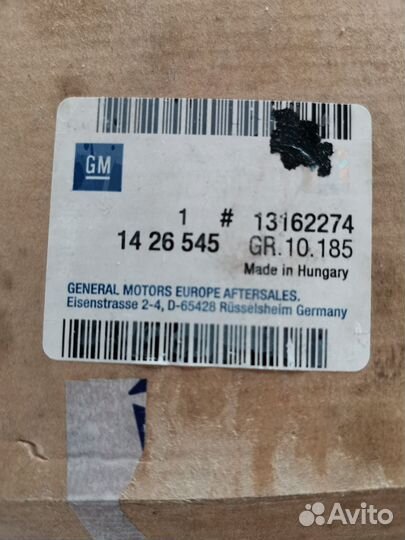 GM
1 # 13162274
14 26 545 GR.10.185
Made in Hungary
GENERAL MOTORS EUROPE AFTERSALES.
Eisenstrasse 2-4, D-65428 Rüsselsheim Germany
Avito